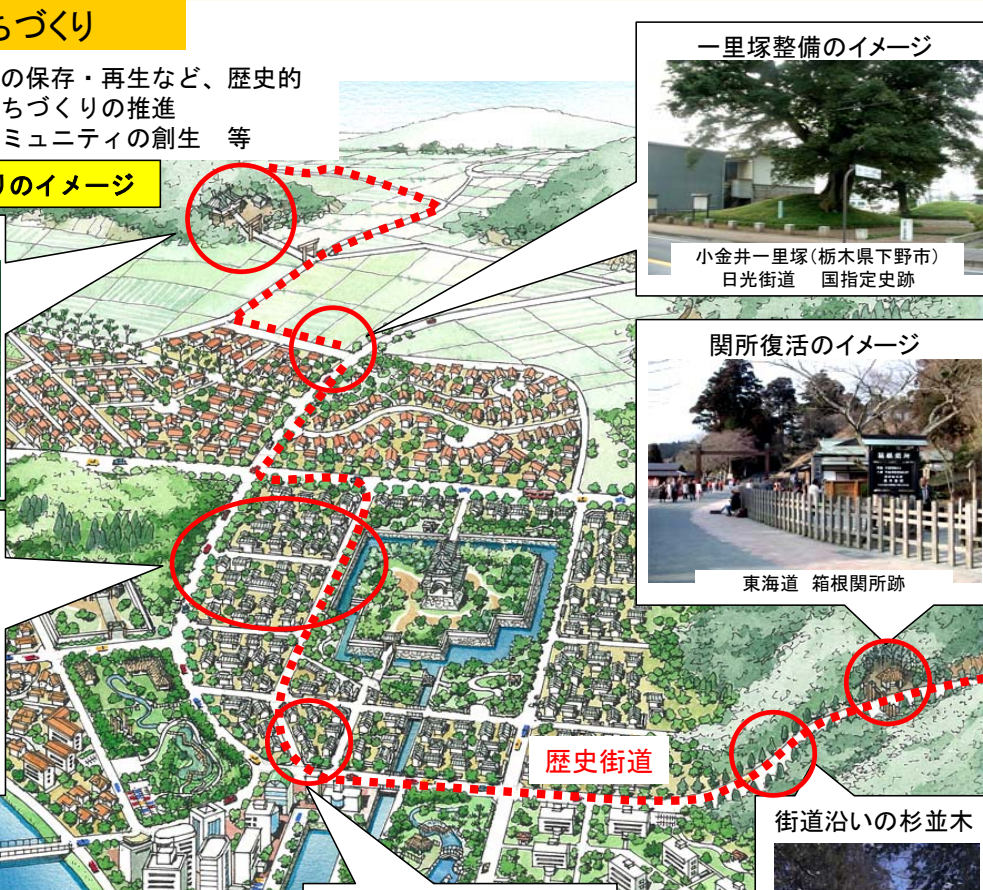 ちづくり
の保存・再生など、歴史的
ちづくりの推進
ミュニティの創生　等
りのイメージ
一里塚整備のイメージ
小金井一里塚（栃木県下野市）
日光街道　国指定史跡
関所復活のイメージ
箱根関所
東海道　箱根関所跡
歴史街道
街道沿いの杉並木